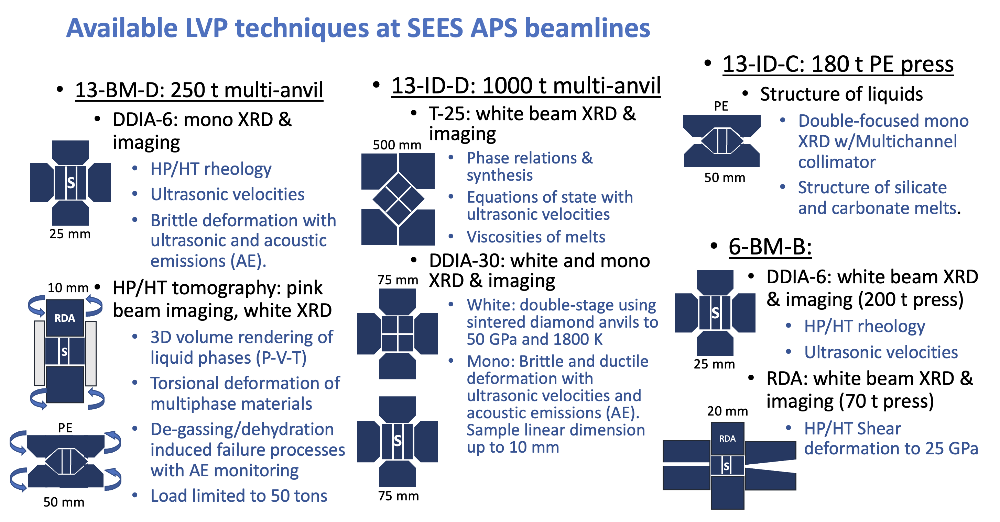 Available LVP techniques at SEES APS beamlines
• 13-BM-D: 250 t multi-anvil
• DDIA-6: mono XRD &
imaging
S
25 mm
• HP/HT rheology
• Ultrasonic velocities
• Brittle deformation with
ultrasonic and acoustic
emissions (AE).
• HP/HT tomography: pink
beam imaging, white XRD
10 mm
RDA
S
• 3D volume rendering of
liquid phases (P-V-T)
• Torsional deformation of
multiphase materials
• De-gassing/dehydration
induced failure processes
with AE monitoring
• Load limited to 50 tons
PE
50 mm
• 13-ID-D: 1000 t multi-anvil
• T-25: white beam XRD &
imaging
500 mm
• Phase relations &
synthesis
• Equations of state with
ultrasonic velocities
• Viscosities of melts
• DDIA-30: white and mono
XRD & imaging
75 mm
• White: double-stage using
sintered diamond anvils to
50 GPa and 1800 K
• Mono: Brittle and ductile
deformation with
ultrasonic velocities and
acoustic emissions (AE).
Sample linear dimension
up to 10 mm
S
75 mm
• 13-ID-C: 180 t PE press
• Structure of liquids
PE
50 mm
• Double-focused mono
XRD w/Multichannel
collimator
• Structure of silicate
and carbonate melts.
• 6-BM-B:
• DDIA-6: white beam XRD
& imaging (200 t press)
S
25 mm
• HP/HT rheology
• Ultrasonic velocities
• RDA: white beam XRD &
imaging (70 t press)
20 mm
RDA
S
• HP/HT Shear
deformation to 25 GPa